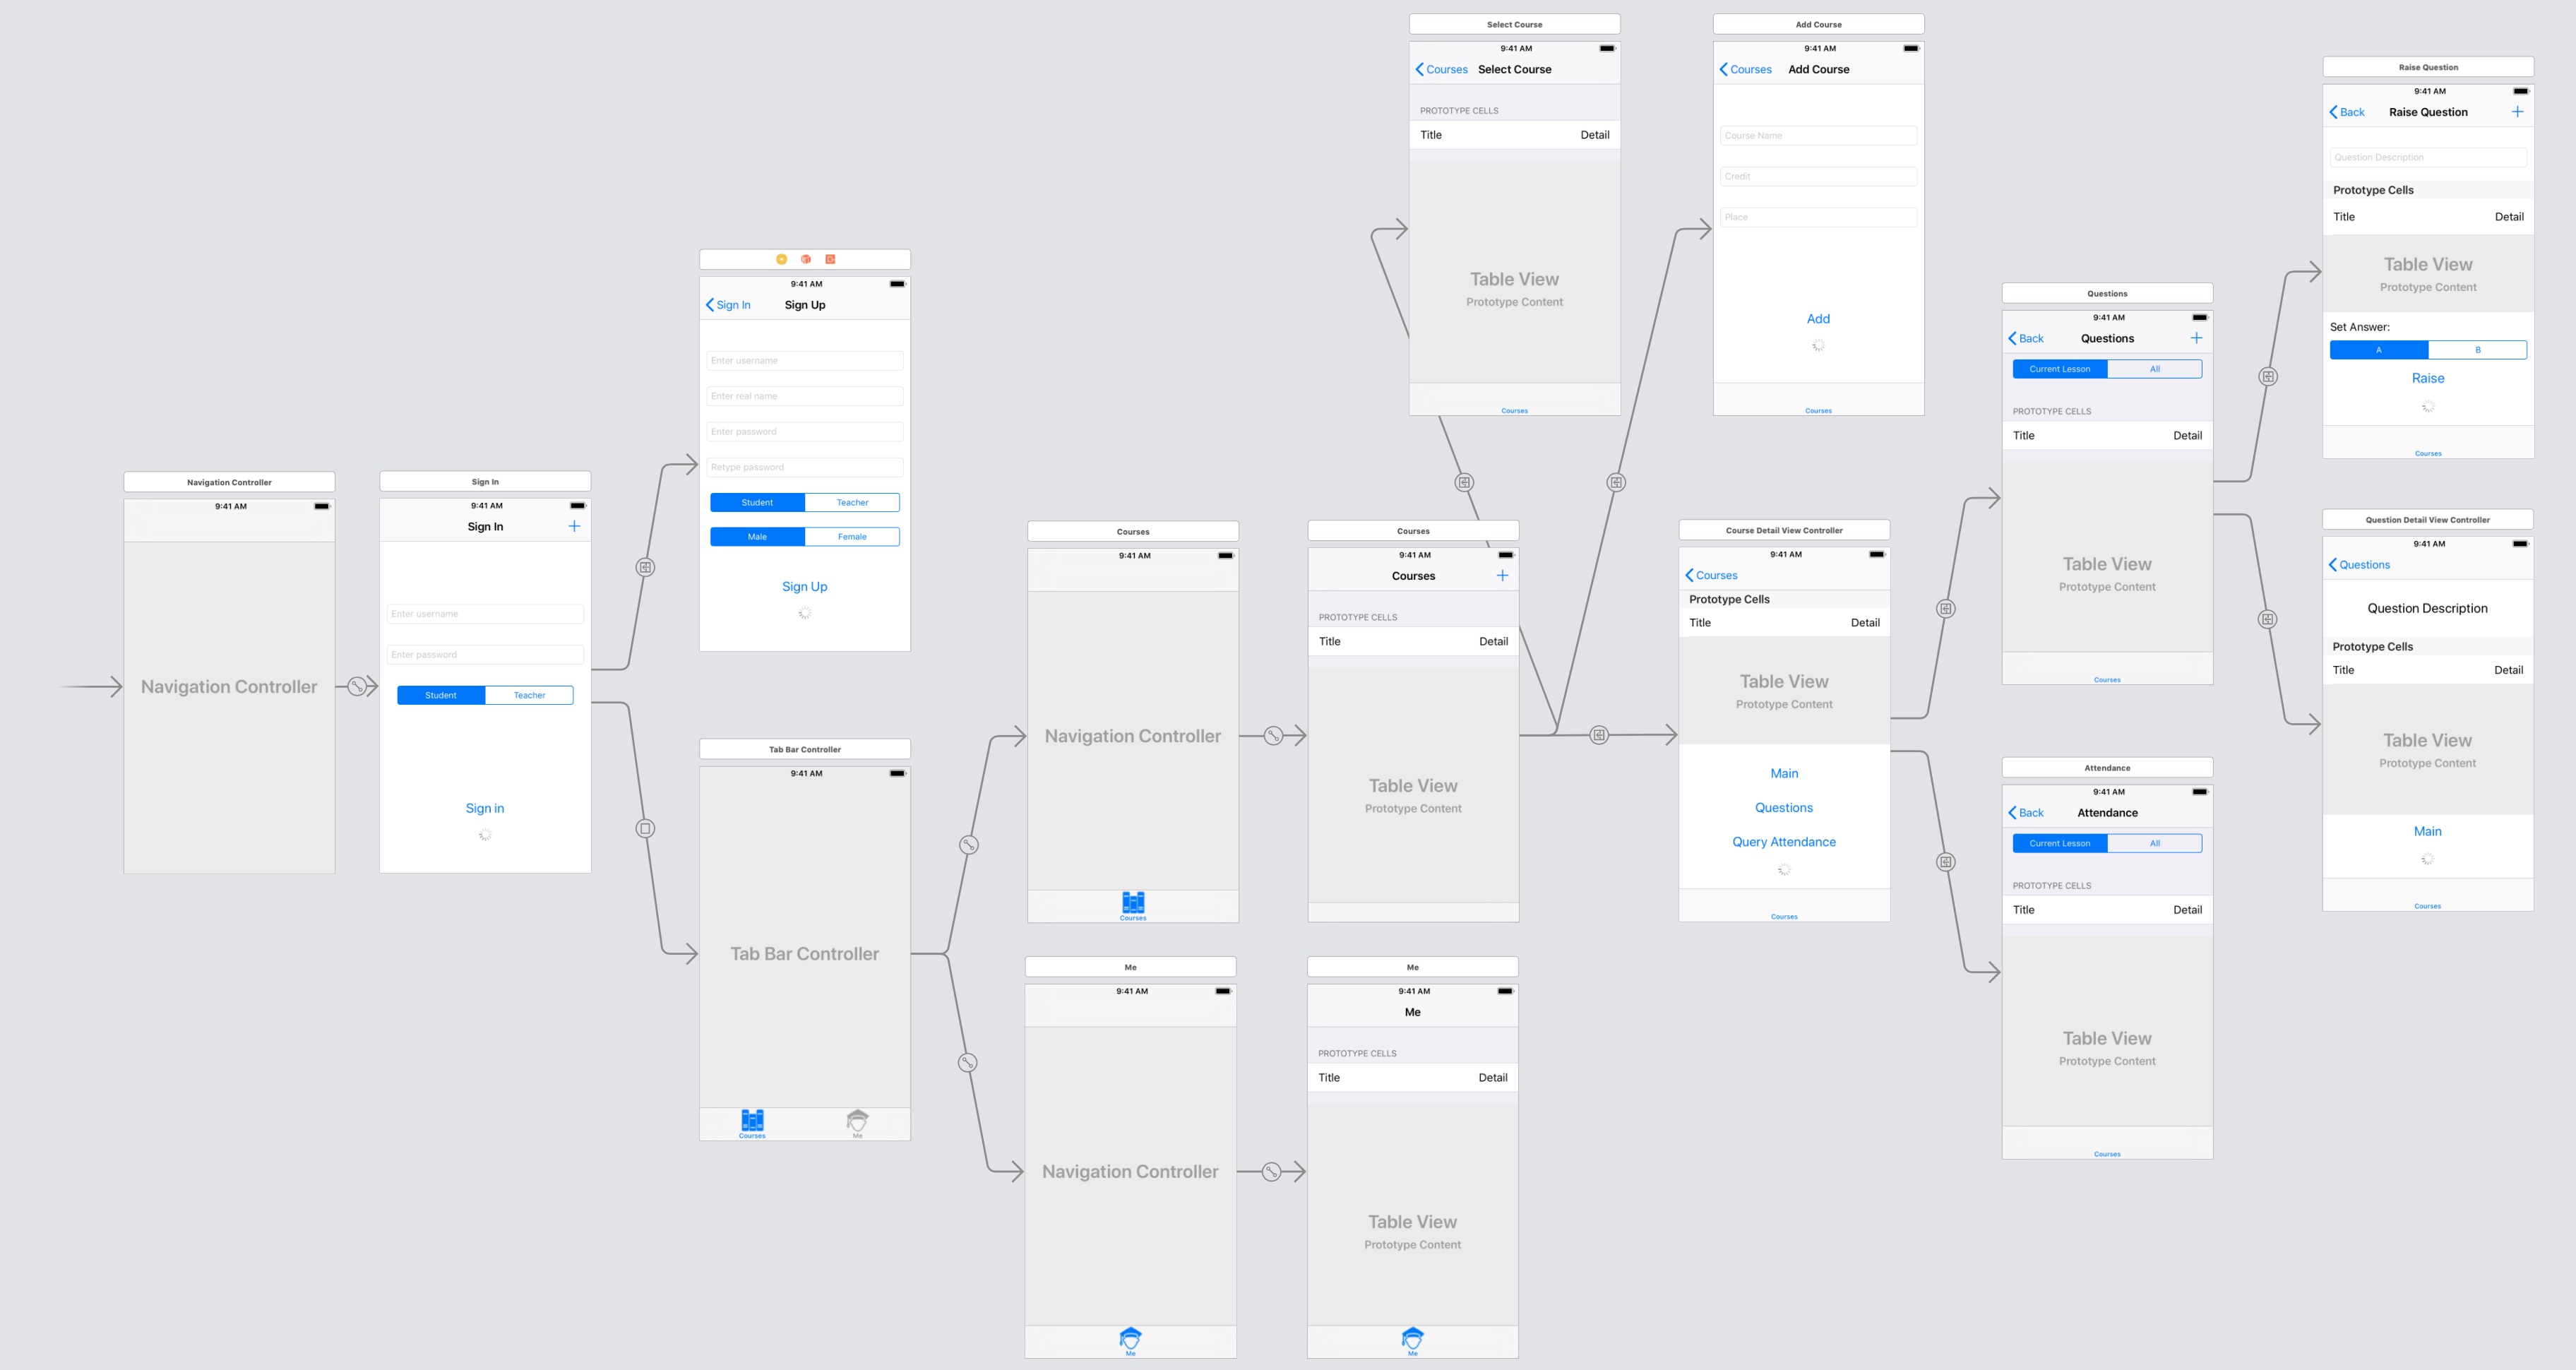 Navigation Controller
9:41 AM
Navigation Controller
Sign In
9:41 AM
Sign In
Enter username
Enter password
Student Teacher
Sign in
9:41 AM
Sign In Sign Up
Enter username
Enter real name
Enter password
Retype password
Student Teacher
Male Female
Sign Up
Tab Bar Controller
9:41 AM
Tab Bar Controller
Courses Me
Courses
9:41 AM
Navigation Controller
Courses
Me
9:41 AM
Navigation Controller
Me
Courses
9:41 AM
Courses
PROTOTYPE CELLS
Title Detail
Table View
Prototype Content
Me
9:41 AM
Me
PROTOTYPE CELLS
Title Detail
Table View
Prototype Content
Me
Select Course
9:41 AM
Courses Select Course
PROTOTYPE CELLS
Title Detail
Table View
Prototype Content
Courses
Add Course
9:41 AM
Courses Add Course
Course Name
Credit
Place
Add
Courses
Course Detail View Controller
9:41 AM
Courses
Prototype Cells
Title Detail
Table View
Prototype Content
Main
Questions
Query Attendance
Courses
Questions
9:41 AM
Back Questions
Current Lesson All
PROTOTYPE CELLS
Title Detail
Table View
Prototype Content
Courses
Attendance
9:41 AM
Back Attendance
Current Lesson All
PROTOTYPE CELLS
Title Detail
Table View
Prototype Content
Courses
Raise Question
9:41 AM
Back Raise Question
Question Description
Prototype Cells
Title Detail
Table View
Prototype Content
Set Answer:
A B
Raise
Courses
Question Detail View Controller
9:41 AM
Questions
Question Description
Prototype Cells
Title Detail
Table View
Prototype Content
Main
Courses